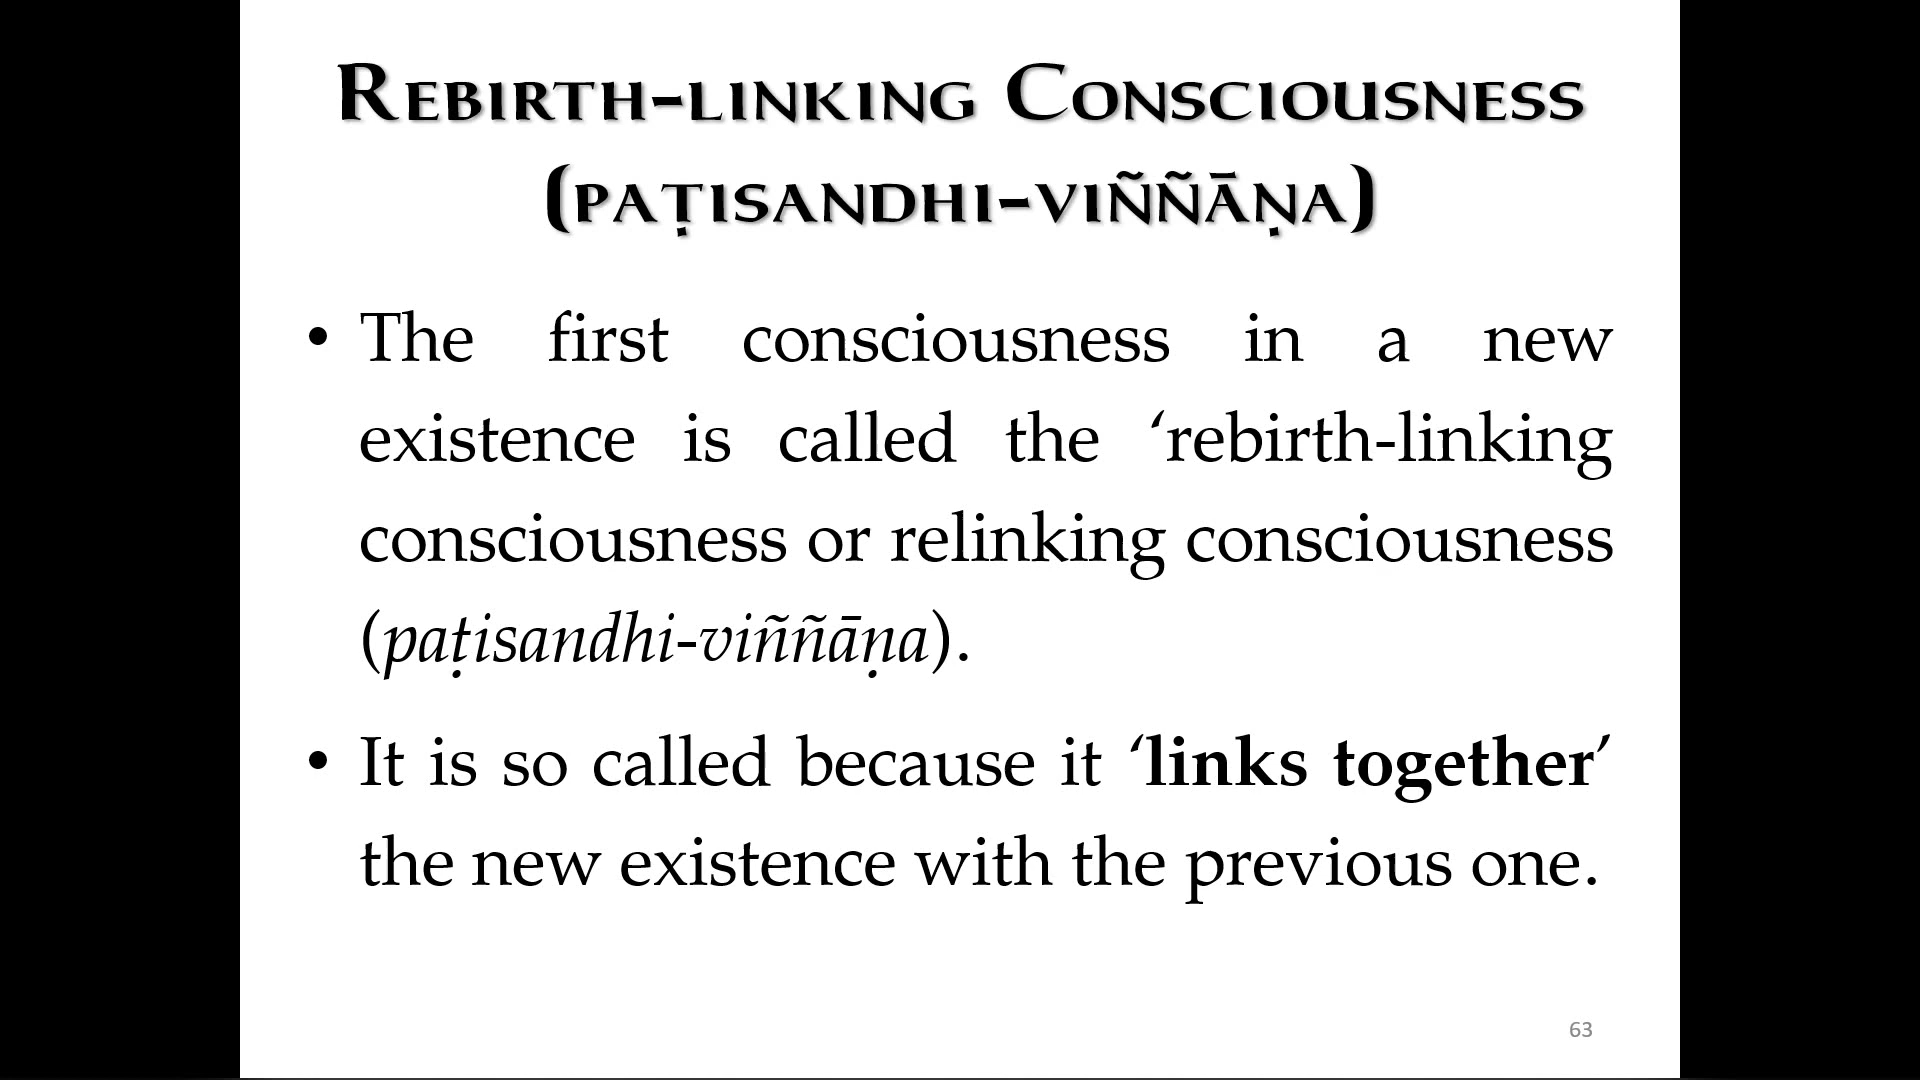 Rebirth-linking Consciousness
(paṭisandhi-viññāṇa)
• The first consciousness in a new
existence is called the ‘rebirth-linking
consciousness or relinking consciousness
(paṭisandhi-viññāṇa).
• It is so called because it ‘links together’
the new existence with the previous one.
63